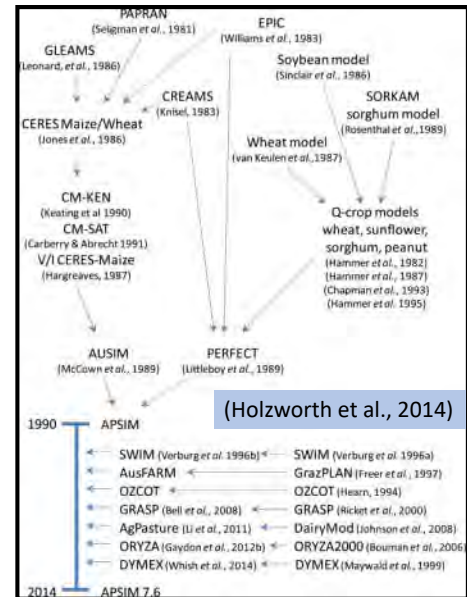 PAPRAN
(Seligman et al., 1981)
EPIC
(Williams et al., 1983)
GLEAMS
(Leonard, et al., 1986)
Soybean model
(Sinclair et al., 1986)
CREAMS
(Knisel, 1983)
SORKAM
sorghum model
(Rosenthal et al., 1989)
CERES Maize/Wheat
(Jones et al., 1986)
Wheat model
(van Keulen et al., 1987)
CM-KEN
(Keating et al 1990)
CM-SAT
(Carberry & Abrecht 1991)
V/I CERES-Maize
(Hargreaves, 1987)
Q-crop models
wheat, sunflower,
sorghum, peanut
(Hammer et al., 1982)
(Hammer et al., 1987)
(Chapman et al., 1993)
(Hammer et al. 1995)
AUSIM
(McCown et al., 1989)
PERFECT
(Littleboy et al., 1989)
(Holzworth et al., 2014)
1990 APSIM
SWIM (Verburg et al. 1996b) SWIM (Verburg et al. 1996a)
AusFARM GrazPLAN (Freer et al., 1997)
OZCOT OZCOT (Hearn, 1994)
GRASP (Bell et al., 2008) GRASP (Ricket et al., 2000)
AgPasture (Li et al., 2011) DairyMod (Johnson et al., 2008)
ORYZA (Gaydon et al., 2012b) ORYZA2000 (Bouman et al., 2006)
DYMEX (Whish et al., 2014) DYMEX (Maywald et al., 1999)
2014 APSIM 7.6